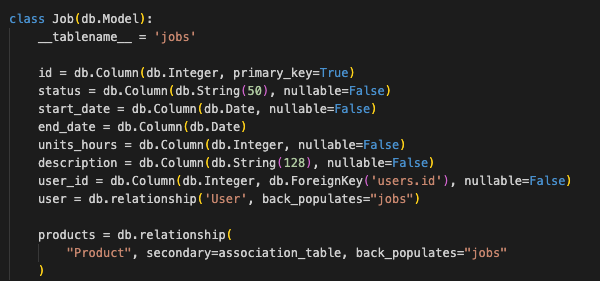 class Job(db.Model):
    __tablename__ = 'jobs'

    id = db.Column(db.Integer, primary_key=True)
    status = db.Column(db.String(50), nullable=False)
    start_date = db.Column(db.Date, nullable=False)
    end_date = db.Column(db.Date)
    units_hours = db.Column(db.Integer, nullable=False)
    description = db.Column(db.String(128), nullable=False)
    user_id = db.Column(db.Integer, db.ForeignKey('users.id'), nullable=False)
    user = db.relationship('User', back_populates="jobs")

    products = db.relationship(
        "Product", secondary=association_table, back_populates="jobs"
    )